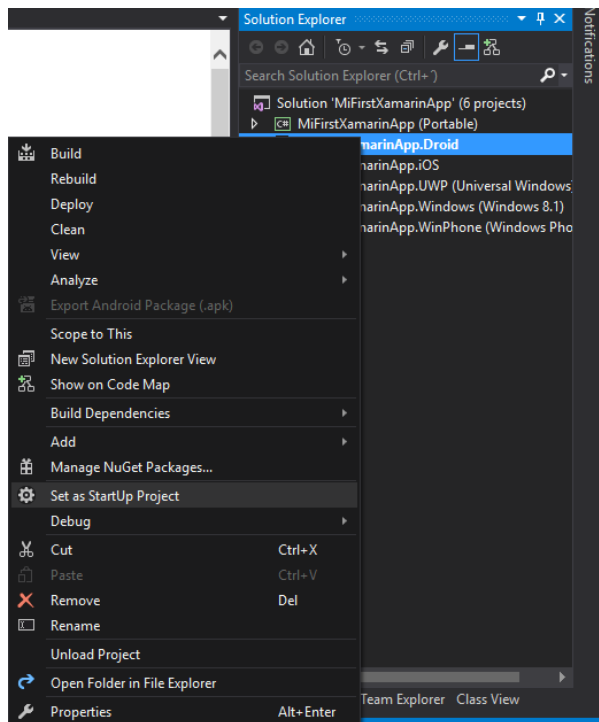 Solution Explorer
Search Solution Explorer (Ctrl+´)
Solution 'MiFirstXamarinApp' (6 projects)
C# MiFirstXamarinApp (Portable)
marinApp.Droid
marinApp.iOS
marinApp.UWP (Universal Windows)
marinApp.Windows (Windows 8.1)
marinApp.WinPhone (Windows Pho
Build
Rebuild
Deploy
Clean
View
Analyze
Export Android Package (.apk)
Scope to This
New Solution Explorer View
Show on Code Map
Build Dependencies
Add
Manage NuGet Packages...
Set as StartUp Project
Debug
Cut Ctrl+X
Paste Ctrl+V
Remove Del
Rename
Unload Project
Open Folder in File Explorer
Properties Alt+Enter
Team Explorer Class View
Notifications